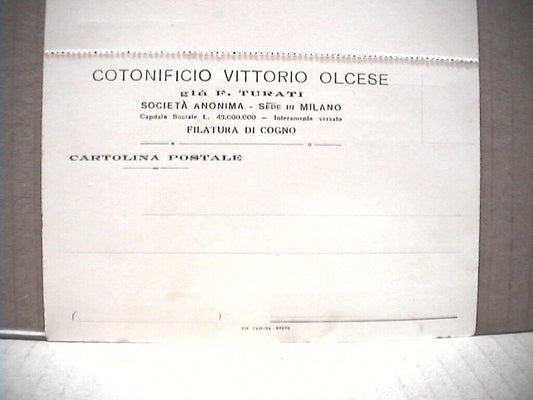 COTONIFICIO VITTORIO OLCESE
già F. TURATI
SOCIETÀ ANONIMA - SEDE IN MILANO
Capitale Sociale L. 42,000,000 - Interamente versato
FILATURA DI COGNO
CARTOLINA POSTALE
( )